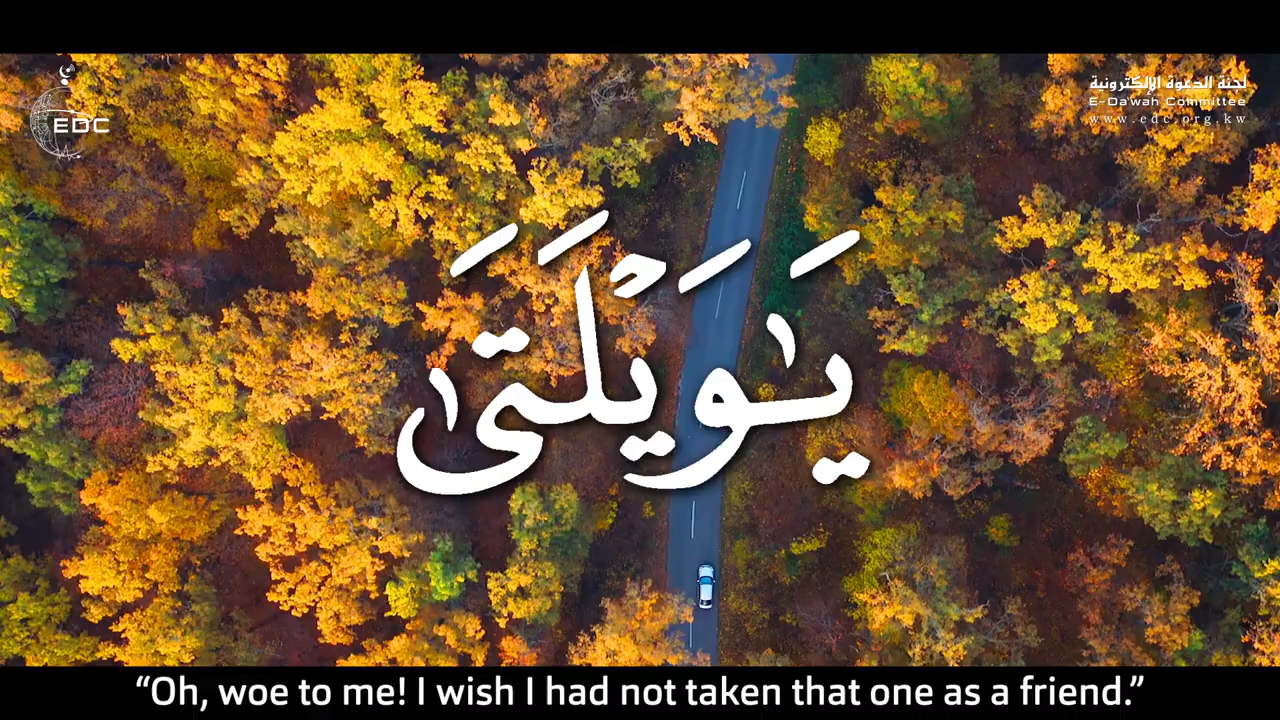 EDC
لجنة الدعوة الإلكترونية
E-Da'wah Committee
www.edc.org.kw
يَـٰوَيْلَتَىٰ
“Oh, woe to me! I wish I had not taken that one as a friend.”